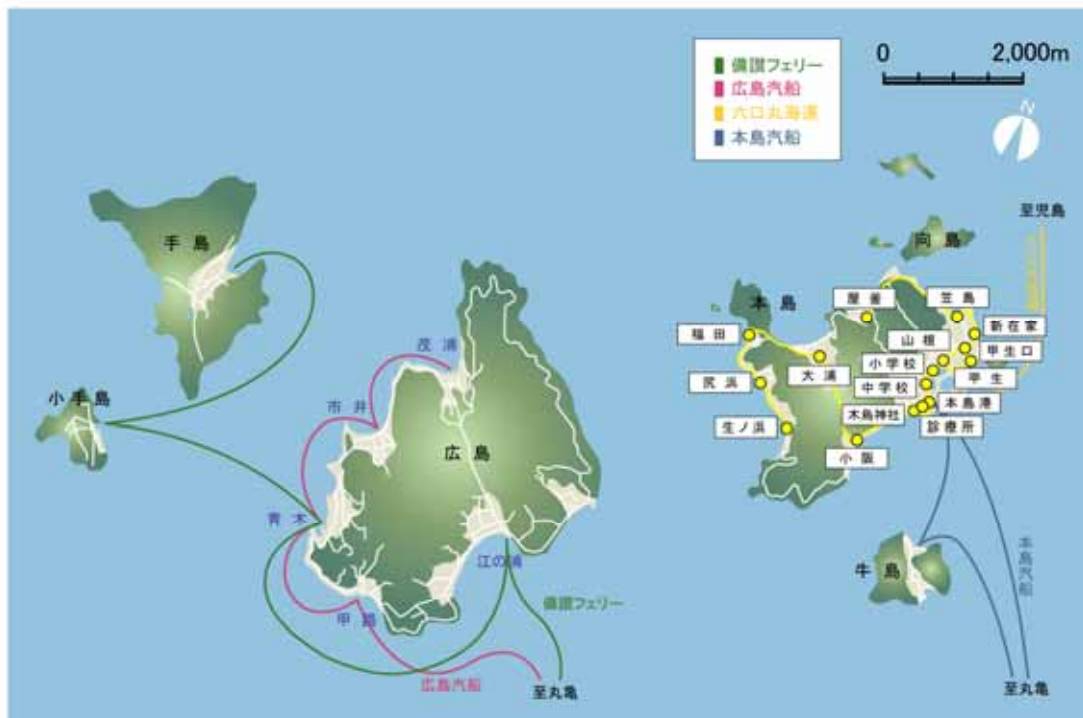 備讃フェリー
広島汽船
六口丸海運
本島汽船
0 2,000m
N
至児島
手島
向島
本島
屋釜
笠島
福田
新在家
山根
甲生口
小学校
大浦
甲生
尻浜
中学校
小手島
茂浦
市井
広島
木島神社
本島港
生ノ浜
診療所
小阪
青木
江の浦
本島汽船
牛島
甲路
備讃フェリー
広島汽船
至丸亀
至丸亀